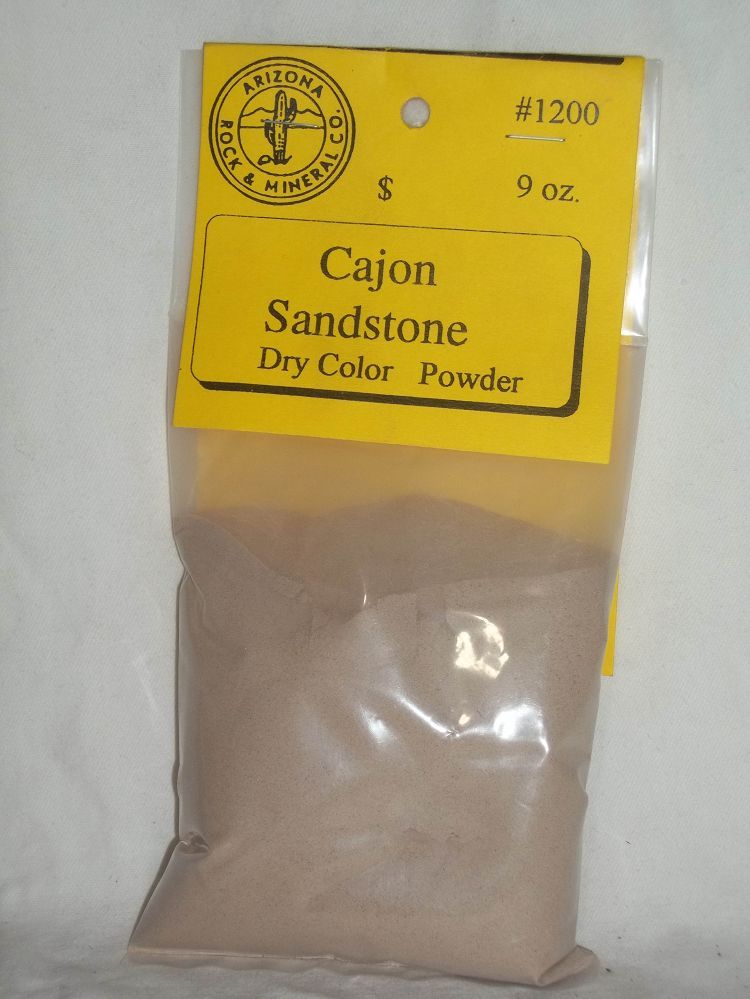 ARIZONA
ROCK & MINERAL CO.
#1200
$
9 oz.
Cajon
Sandstone
Dry Color Powder